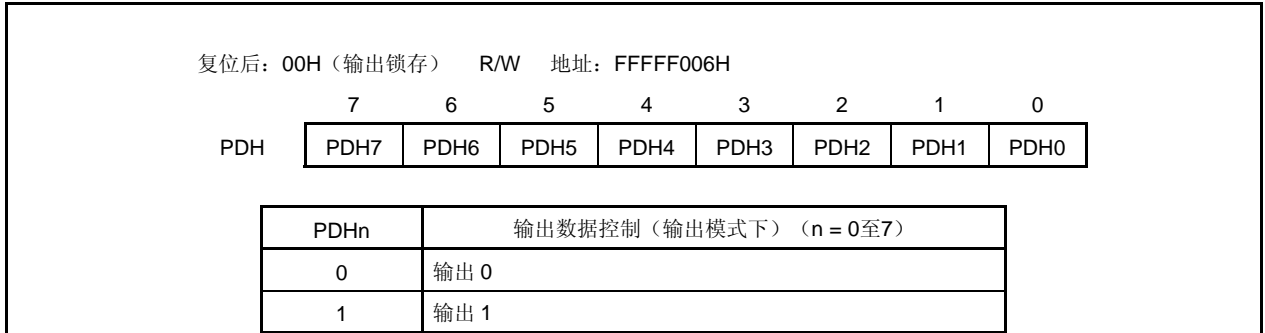 复位后：00H（输出锁存） R/W 地址：FFFFF006H
7 6 5 4 3 2 1 0
PDH PDH7 PDH6 PDH5 PDH4 PDH3 PDH2 PDH1 PDH0
PDHn 输出数据控制（输出模式下）（n = 0至7）
0 输出 0
1 输出 1